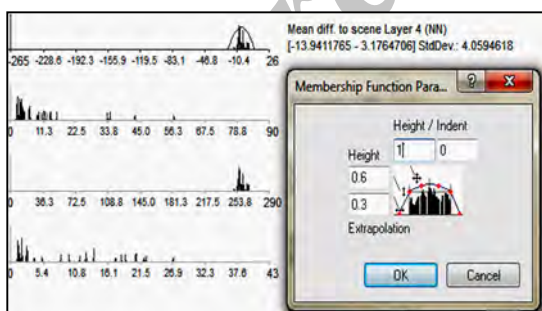 Mean diff. to scene Layer 4 (NN)
[-13.9411765 - 3.1764706] StdDev.: 4.0594618
-265 -228.6 -192.3 -155.9 -119.5 -83.1 -46.8 -10.4 26
0 11.3 22.5 33.8 45.0 56.3 67.5 78.8 90
0 36.3 72.5 108.8 145.0 181.3 217.5 253.8 290
0 5.4 10.8 16.1 21.5 26.9 32.3 37.6 43
Membership Function Para...
Height / Indent
Height 1 0
0.6
0.3
Extrapolation
OK Cancel